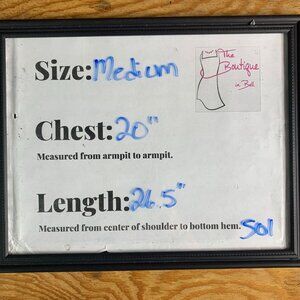 Size: Medium
The
Boutique
in Bell
Chest: 20"
Measured from armpit to armpit.
Length: 26.5"
Measured from center of shoulder to bottom hem.
501